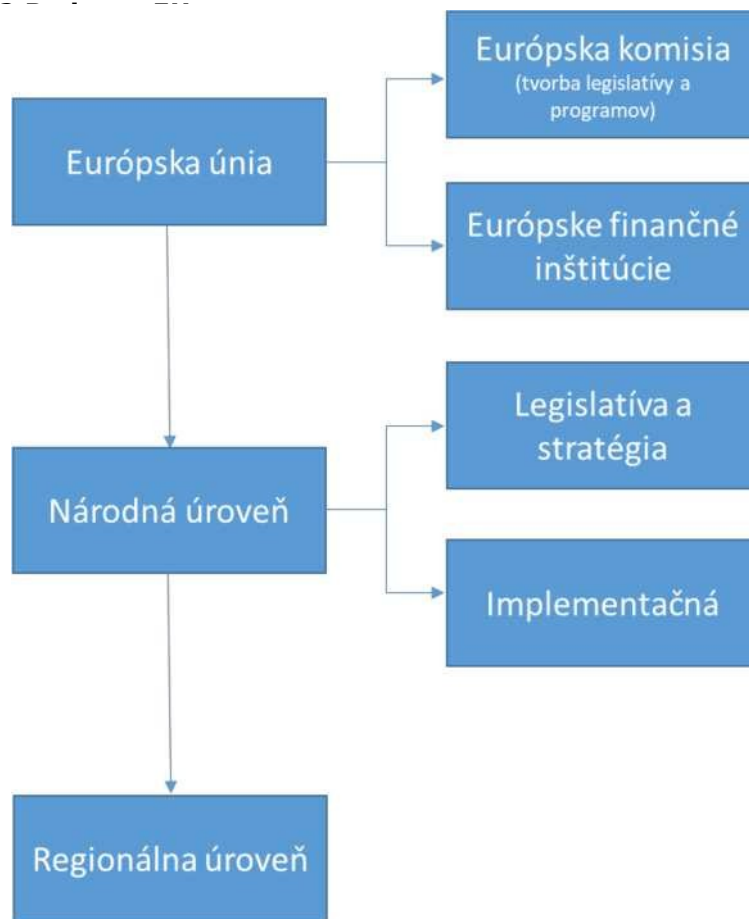 Európska komisia
(tvorba legislatívy a
programov)
Európska únia
Európske finančné
inštitúcie
Legislatíva a
stratégia
Národná úroveň
Implementačná
Regionálna úroveň